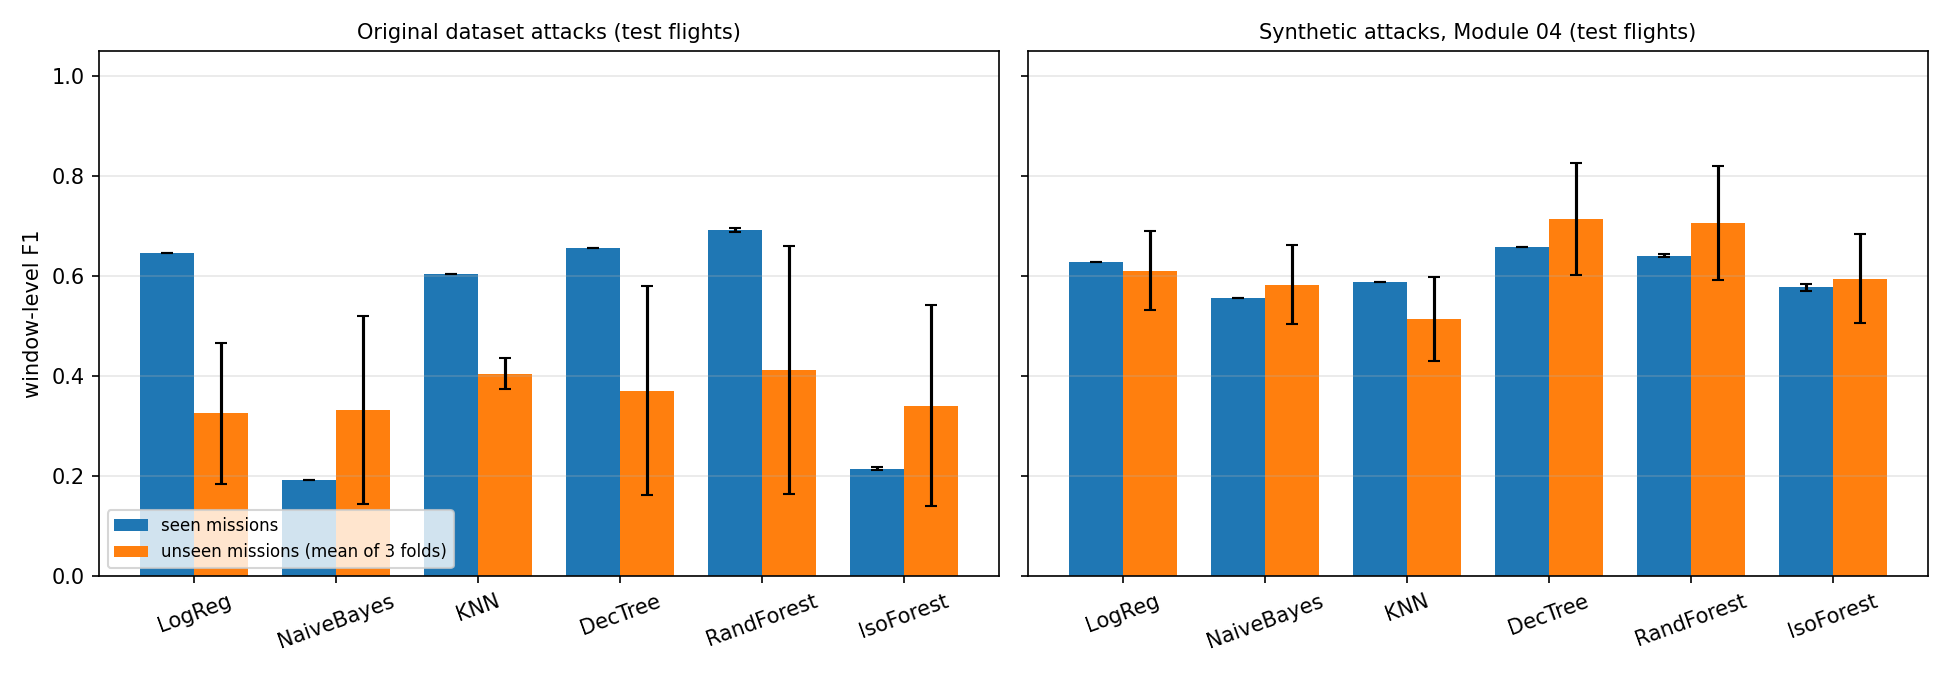 Original dataset attacks (test flights)
Synthetic attacks, Module 04 (test flights)
window-level F1
1.0
0.8
0.6
0.4
0.2
0.0
seen missions
unseen missions (mean of 3 folds)
LogReg
NaiveBayes
KNN
DecTree
RandForest
IsoForest
LogReg
NaiveBayes
KNN
DecTree
RandForest
IsoForest